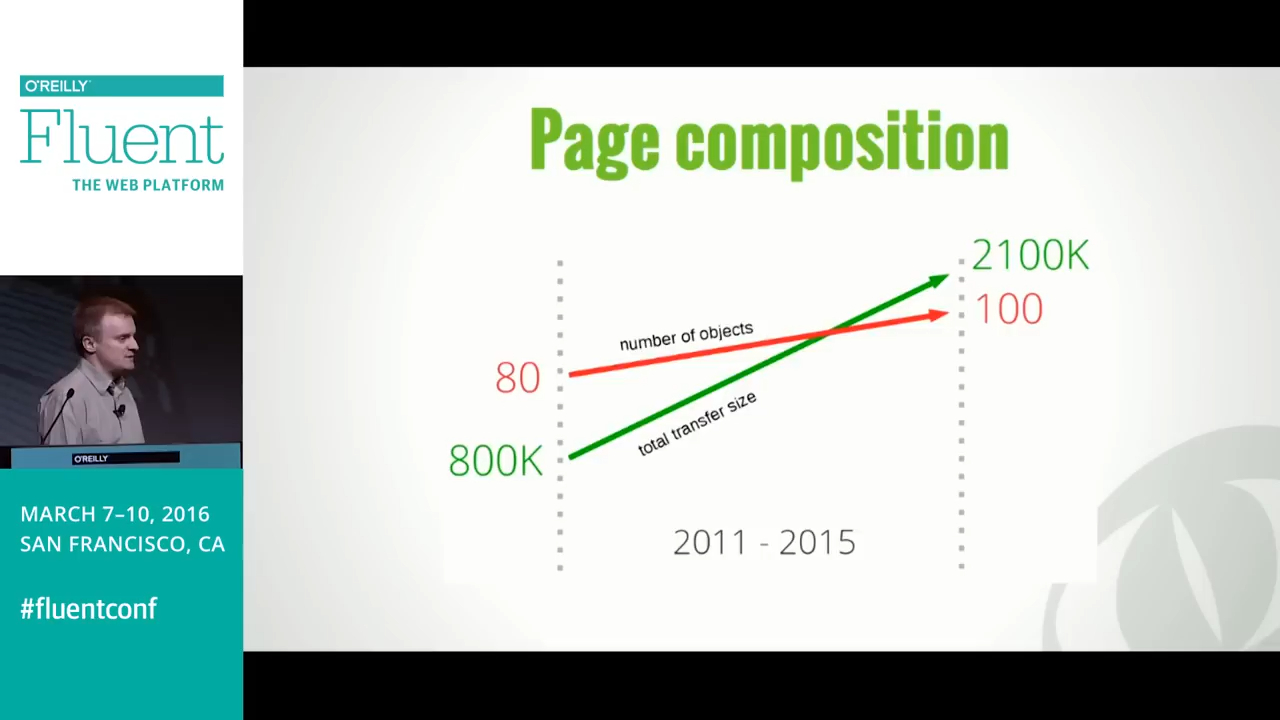 O'REILLY
Fluent
THE WEB PLATFORM
O'REILLY
MARCH 7–10, 2016
SAN FRANCISCO, CA
#fluentconf
Page composition
2100K
100
number of objects
80
total transfer size
800K
2011 - 2015